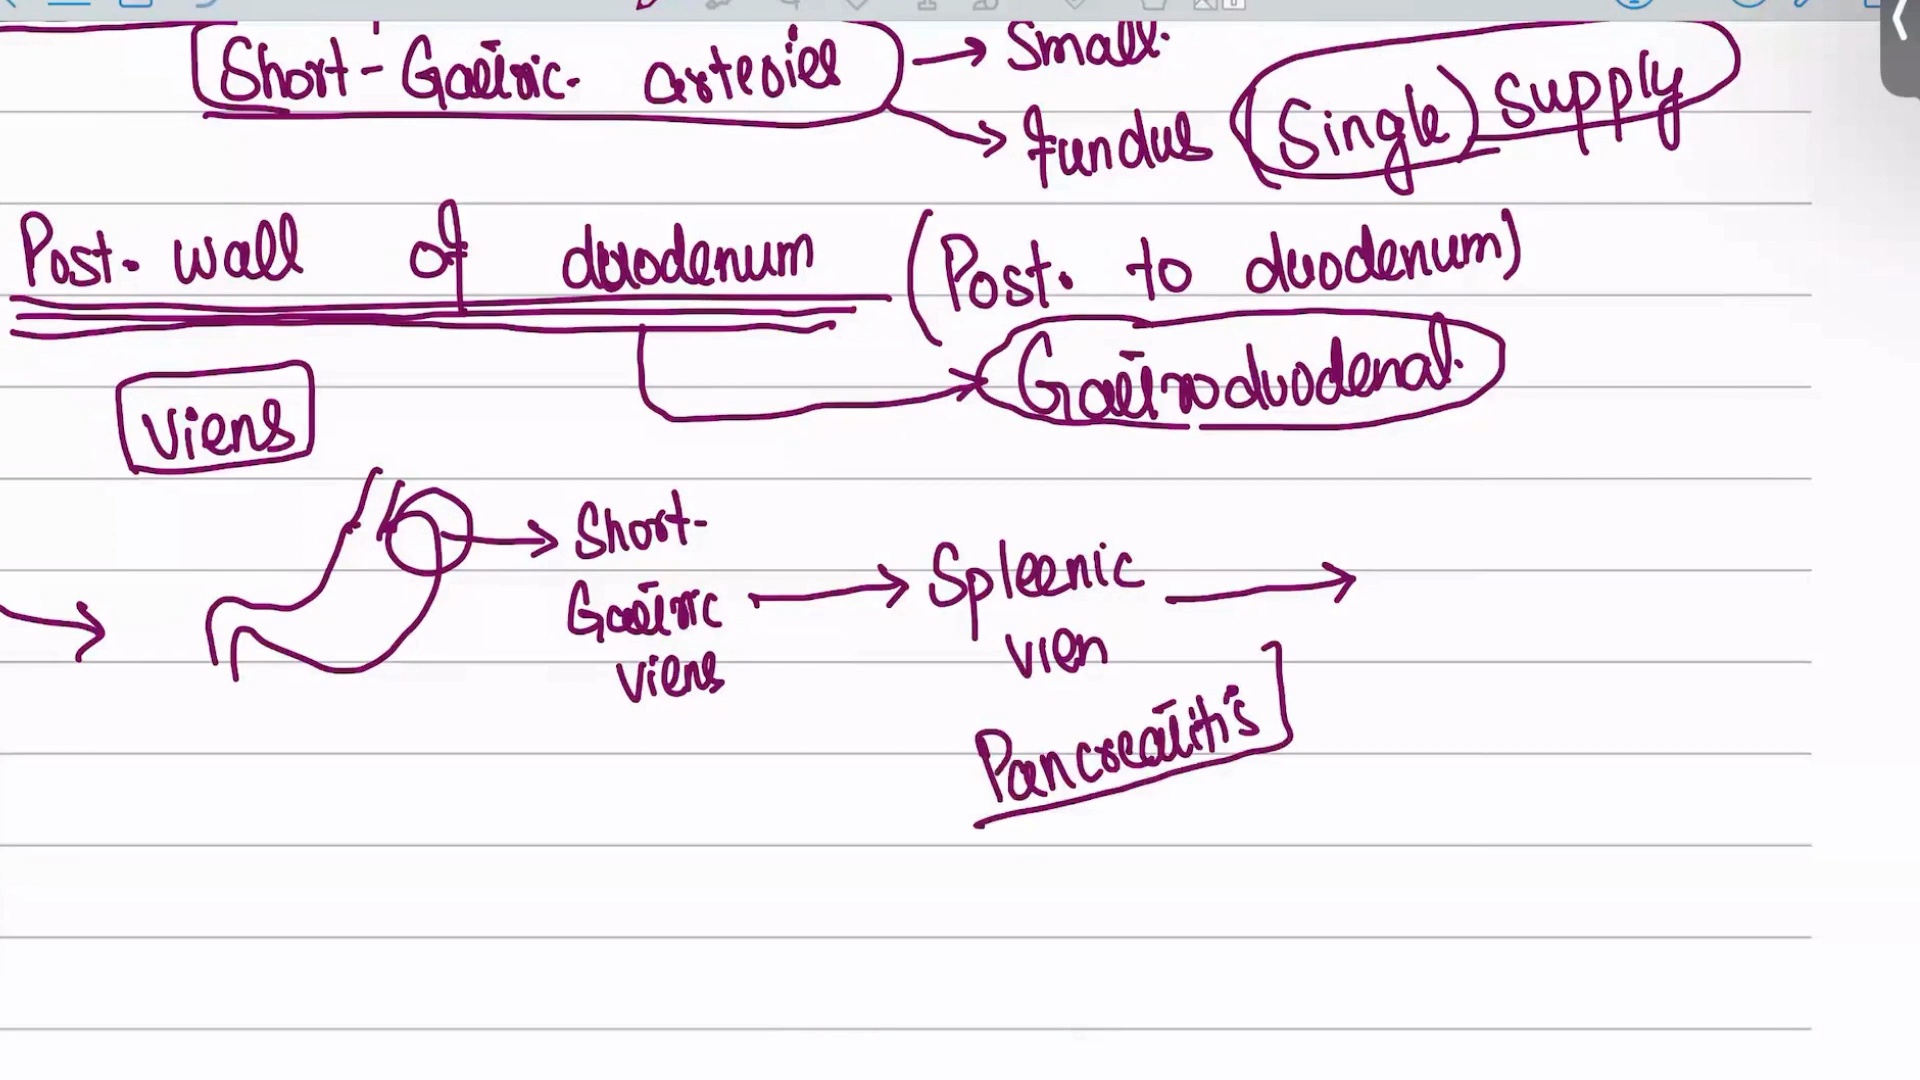 Short-Gastric arteries → Small
→ fundus (Single) Supply
Post. wall of duodenum (Post. to duodenum)
Gastroduodenal.
Viens
Short-
Gastric
viens
Spleenic
vien
Pancreatitis